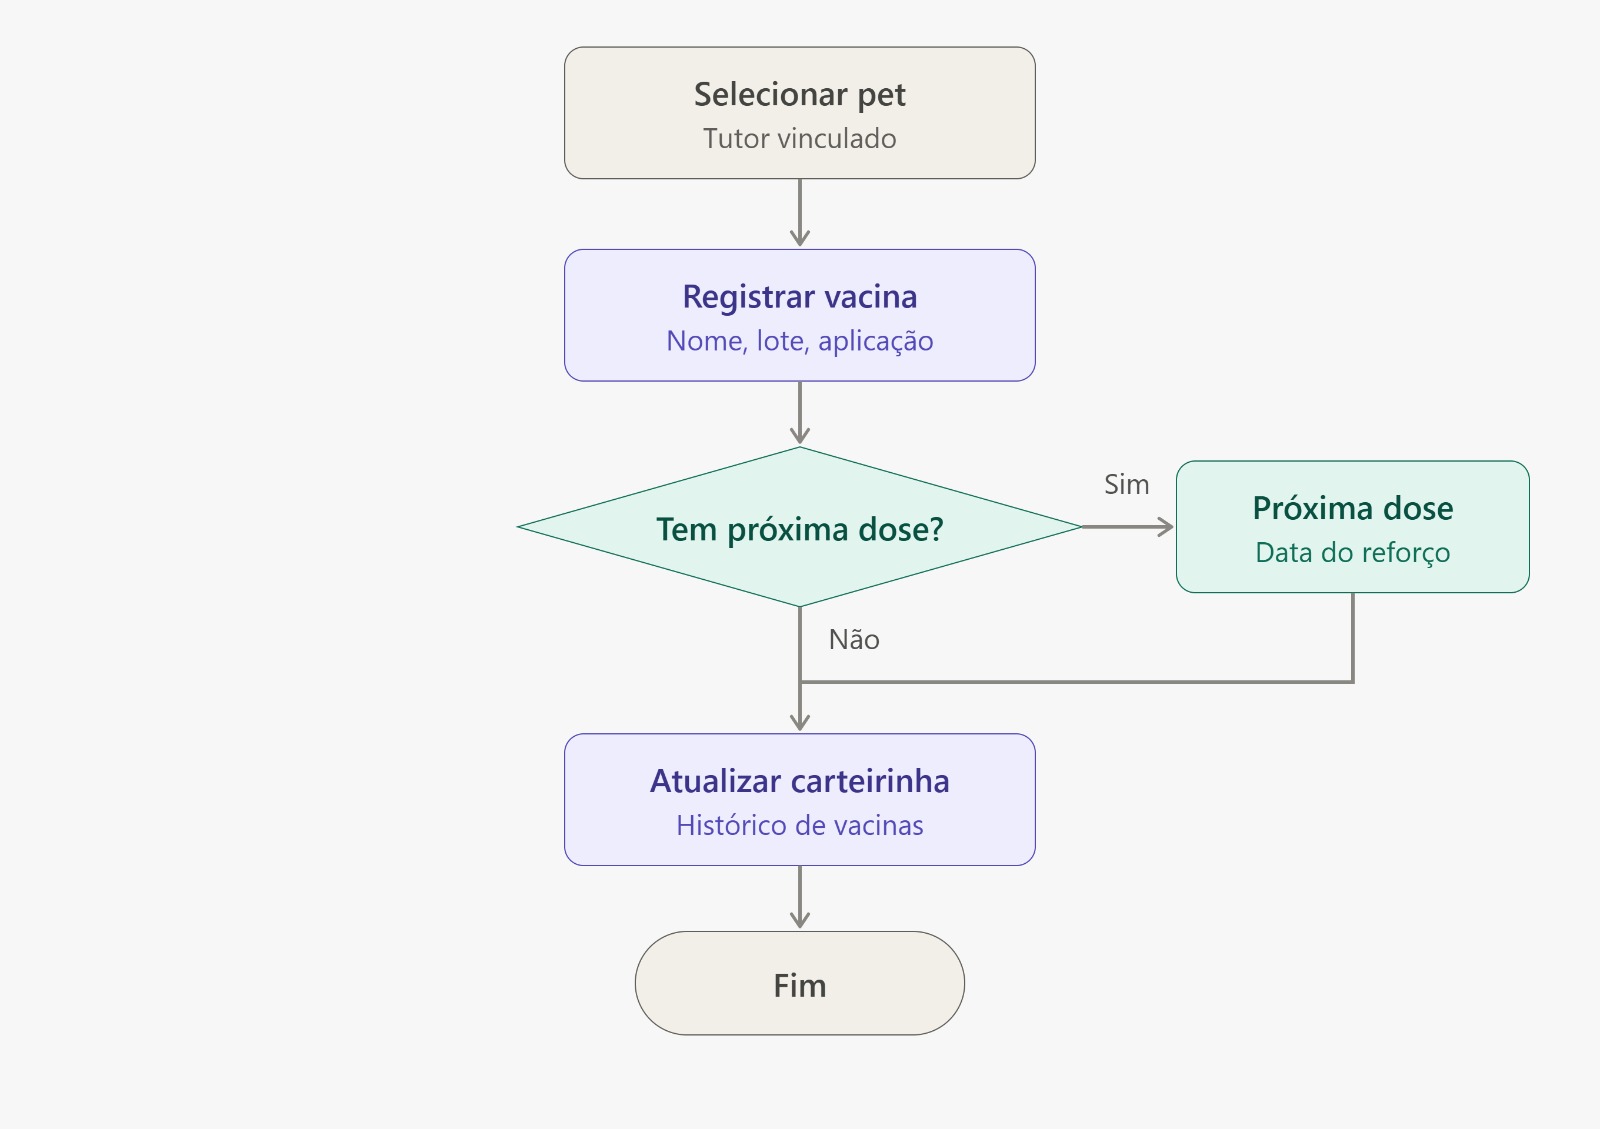 Selecionar pet
Tutor vinculado
Registrar vacina
Nome, lote, aplicação
Tem próxima dose?
Sim
Próxima dose
Data do reforço
Não
Atualizar carteirinha
Histórico de vacinas
Fim